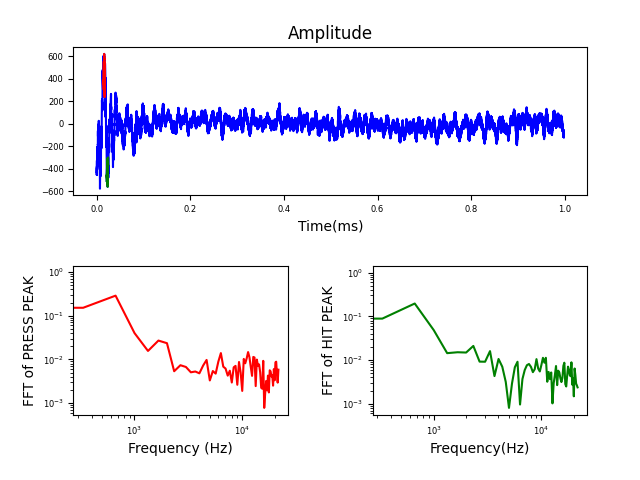 Amplitude
600
400
200
0
−200
−400
−600
0.0 0.2 0.4 0.6 0.8 1.0
Time(ms)
FFT of PRESS PEAK
10⁰
10⁻¹
10⁻²
10⁻³
10³ 10⁴
Frequency (Hz)
FFT of HIT PEAK
10⁰
10⁻¹
10⁻²
10⁻³
10³ 10⁴
Frequency(Hz)